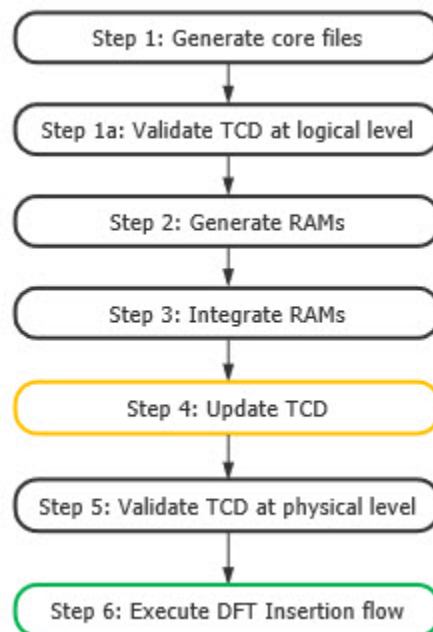 Step 1: Generate core files
Step 1a: Validate TCD at logical level
Step 2: Generate RAMs
Step 3: Integrate RAMs
Step 4: Update TCD
Step 5: Validate TCD at physical level
Step 6: Execute DFT Insertion flow